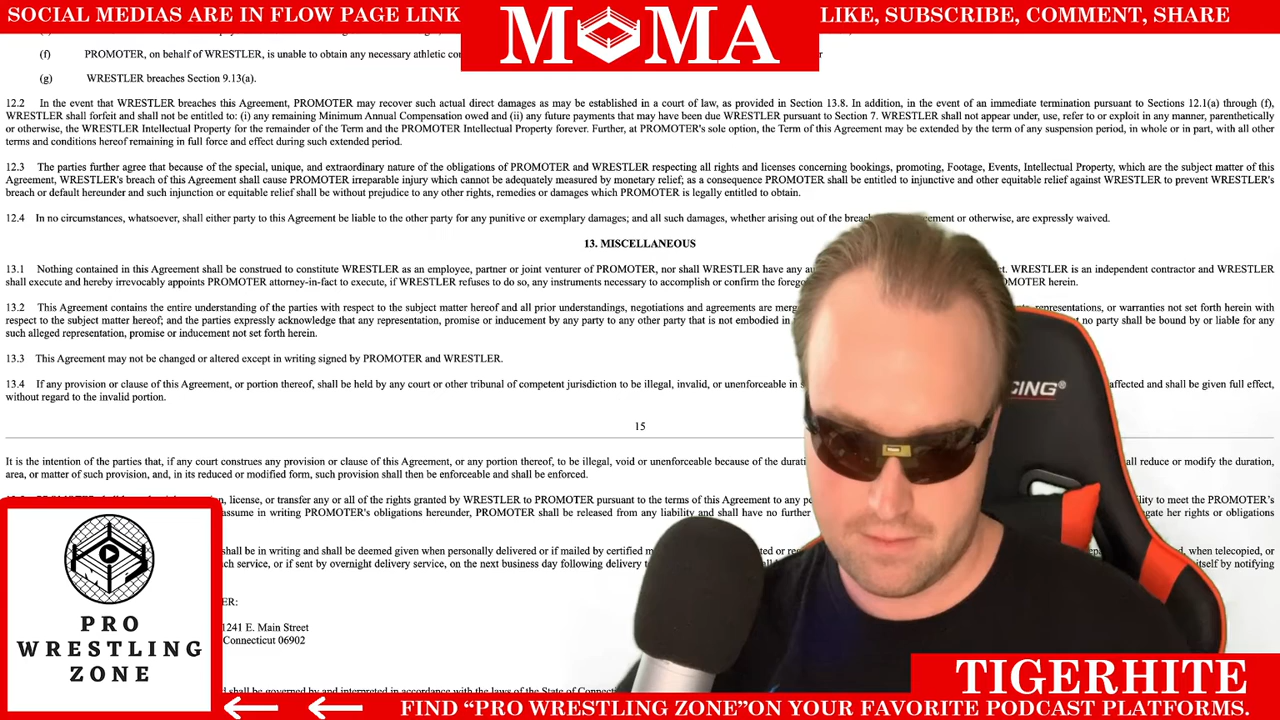 SOCIAL MEDIAS ARE IN FLOW PAGE LINK
MOMA
LIKE, SUBSCRIBE, COMMENT, SHARE
(f) PROMOTER, on behalf of WRESTLER, is unable to obtain any necessary athletic
(g) WRESTLER breaches Section 9.13(a).
12.2 In the event that WRESTLER breaches this Agreement, PROMOTER may recover such actual direct damages as may be established in a court of law, as provided in Section 13.8. In addition, in the event of an immediate termination pursuant to Sections 12.1(a) through (f),
WRESTLER shall forfeit and shall not be entitled to: (i) any remaining Minimum Annual Compensation owed and (ii) any future payments that may have been due WRESTLER pursuant to Section 7. WRESTLER shall not appear under, use, refer to or exploit in any manner, parenthetically
or otherwise, the WRESTLER Intellectual Property for the remainder of the Term and the PROMOTER Intellectual Property forever. Further, at PROMOTER's sole option, the Term of this Agreement may be extended by the term of any suspension period, in whole or in part, with all other
terms and conditions hereof remaining in full force and effect during such extended period.
12.3 The parties further agree that because of the special, unique, and extraordinary nature of the obligations of PROMOTER and WRESTLER respecting all rights and licenses concerning bookings, promoting, Footage, Events, Intellectual Property, which are the subject matter of this
Agreement, WRESTLER's breach of this Agreement shall cause PROMOTER irreparable injury which cannot be adequately measured by monetary relief; as a consequence PROMOTER shall be entitled to injunctive and other equitable relief against WRESTLER to prevent WRESTLER's
breach or default hereunder and such injunction or equitable relief shall be without prejudice to any other rights, remedies or damages which PROMOTER is legally entitled to obtain.
12.4 In no circumstances, whatsoever, shall either party to this Agreement be liable to the other party for any punitive or exemplary damages; and all such damages, whether arising out of the or otherwise, are expressly waived.
13. MISCELLANEOUS
13.1 Nothing contained in this Agreement shall be construed to constitute WRESTLER as an employee, partner or joint venturer of PROMOTER, nor shall WRESTLER have any WRESTLER is an independent contractor and WRESTLER
shall execute and hereby irrevocably appoints PROMOTER attorney-in-fact to execute, if WRESTLER refuses to do so, any instruments necessary to accomplish or confirm the herein.
13.2 This Agreement contains the entire understanding of the parties with respect to the subject matter hereof and all prior understandings, negotiations and agreements are representations, or warranties not set forth herein with
respect to the subject matter hereof; and the parties expressly acknowledge that any representation, promise or inducement by any party to any other party that is not embodied in no party shall be bound by or liable for any
such alleged representation, promise or inducement not set forth herein.
13.3 This Agreement may not be changed or altered except in writing signed by PROMOTER and WRESTLER.
13.4 If any provision or clause of this Agreement, or portion thereof, shall be held by any court or other tribunal of competent jurisdiction to be illegal, invalid, or unenforceable in affected and shall be given full effect,
without regard to the invalid portion.
15
It is the intention of the parties that, if any court construes any provision or clause of this Agreement, or any portion thereof, to be illegal, void or unenforceable because of the shall reduce or modify the duration,
area, or matter of such provision, and, in its reduced or modified form, such provision shall then be enforceable and shall be enforced.
license, or transfer any or all of the rights granted by WRESTLER to PROMOTER pursuant to the terms of this Agreement to any to meet the PROMOTER's
assume in writing PROMOTER's obligations hereunder, PROMOTER shall be released from any liability and shall have no further her rights or obligations
shall be in writing and shall be deemed given when personally delivered or if mailed by certified when telecopied, or
service, or if sent by overnight delivery service, on the next business day following delivery itself by notifying
1241 E. Main Street
Connecticut 06902
shall be governed by and interpreted in accordance with the laws of the State of
PRO
WRESTLING
ZONE
TIGERHITE
FIND “PRO WRESTLING ZONE”ON YOUR FAVORITE PODCAST PLATFORMS.